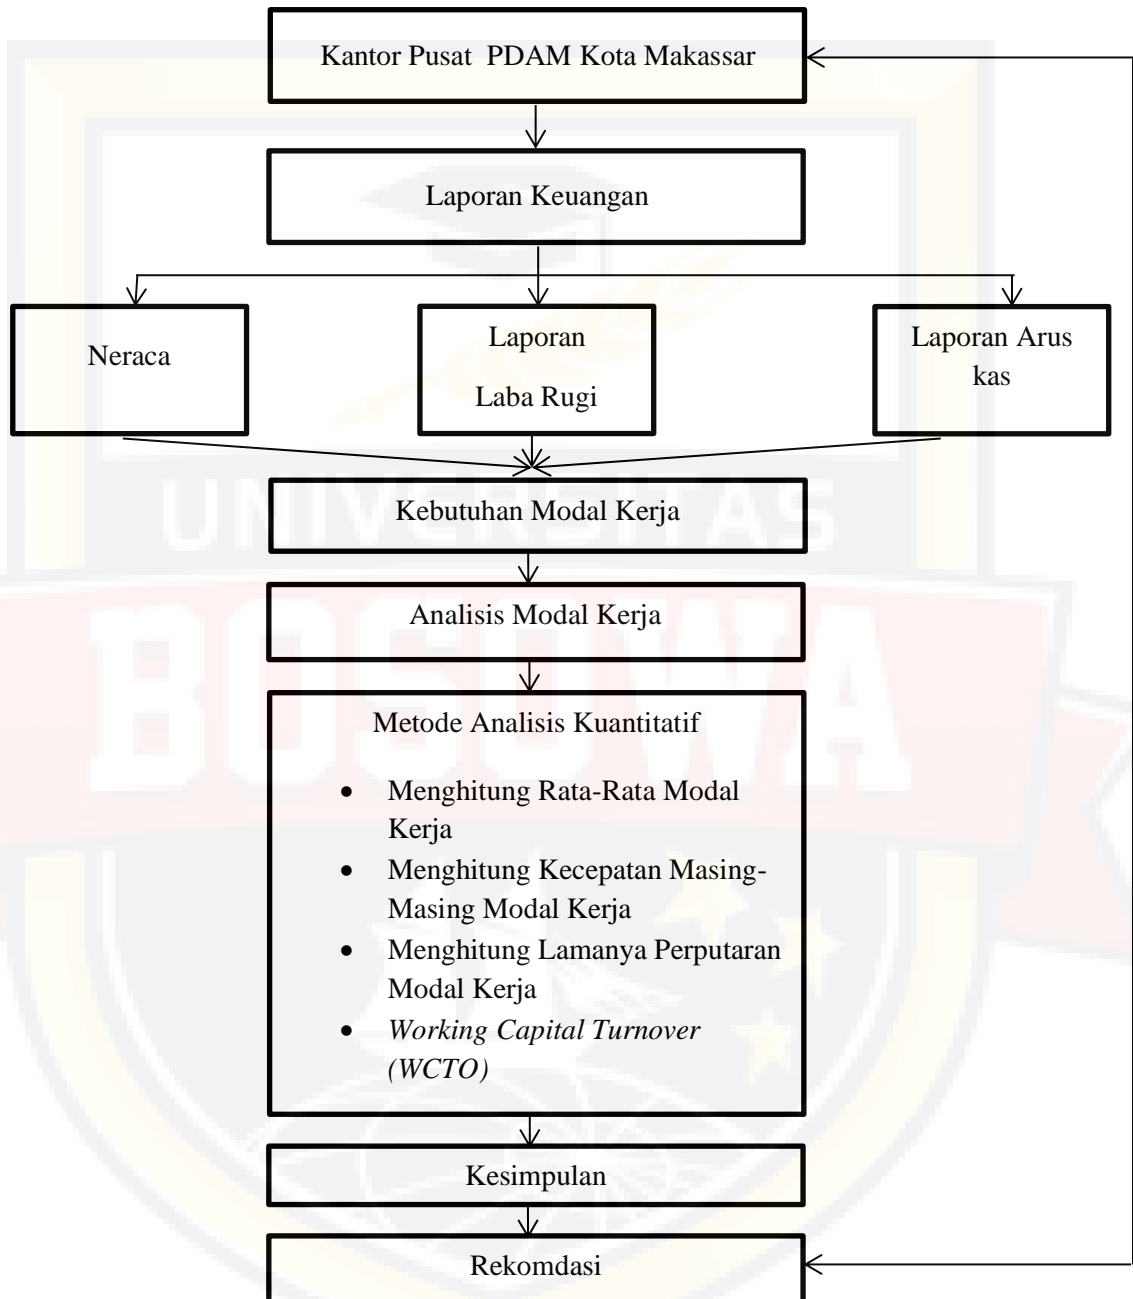 Kantor Pusat PDAM Kota Makassar
Laporan Keuangan
Neraca
Laporan
Laba Rugi
Laporan Arus
kas
UNIVERSITAS
Kebutuhan Modal Kerja
Analisis Modal Kerja
BOSOWA
Metode Analisis Kuantitatif
• Menghitung Rata-Rata Modal
Kerja
• Menghitung Kecepatan Masing-
Masing Modal Kerja
• Menghitung Lamanya Perputaran
Modal Kerja
• Working Capital Turnover
(WCTO)
Kesimpulan
Rekomdasi